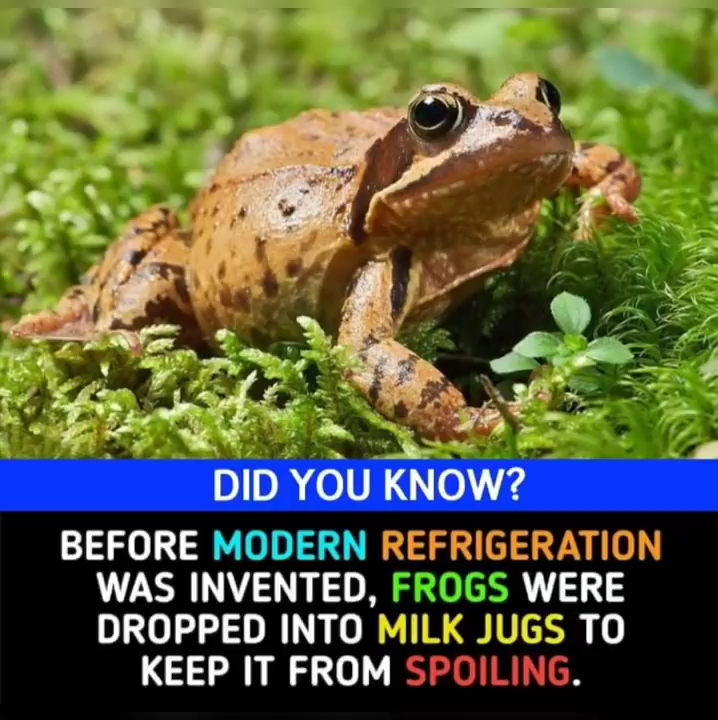 DID YOU KNOW?
BEFORE MODERN REFRIGERATION
WAS INVENTED, FROGS WERE
DROPPED INTO MILK JUGS TO
KEEP IT FROM SPOILING.